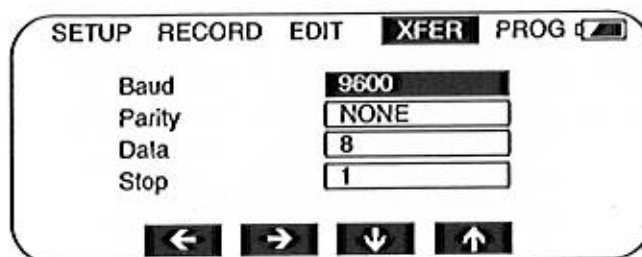 SETUP RECORD EDIT XFER PROG
Baud 9600
Parity NONE
Data 8
Stop 1